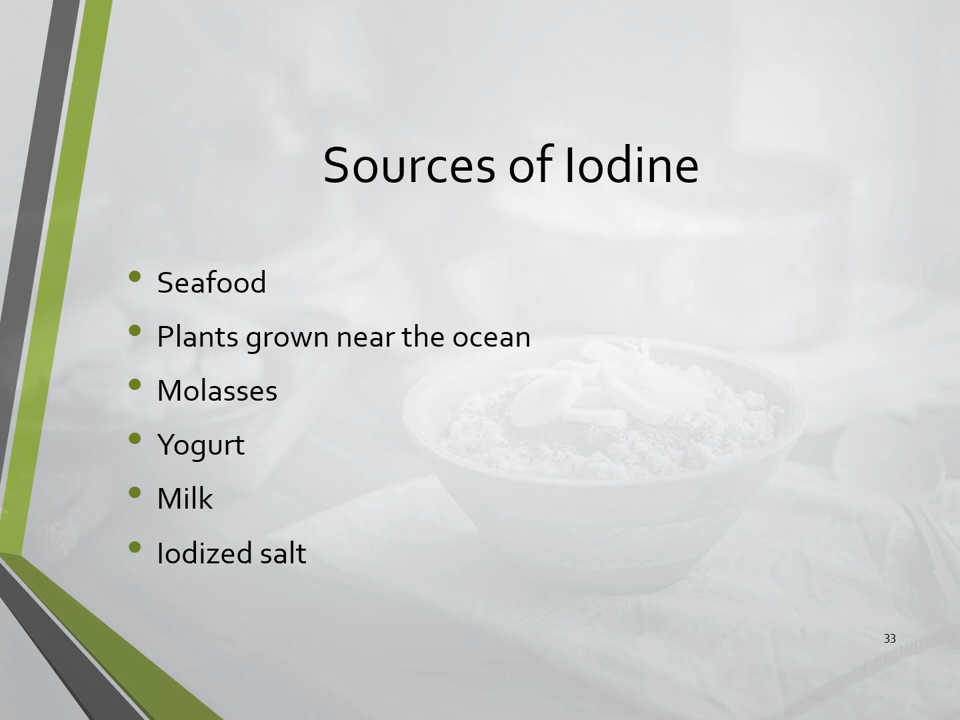 Sources of Iodine
• Seafood
• Plants grown near the ocean
• Molasses
• Yogurt
• Milk
• Iodized salt
33